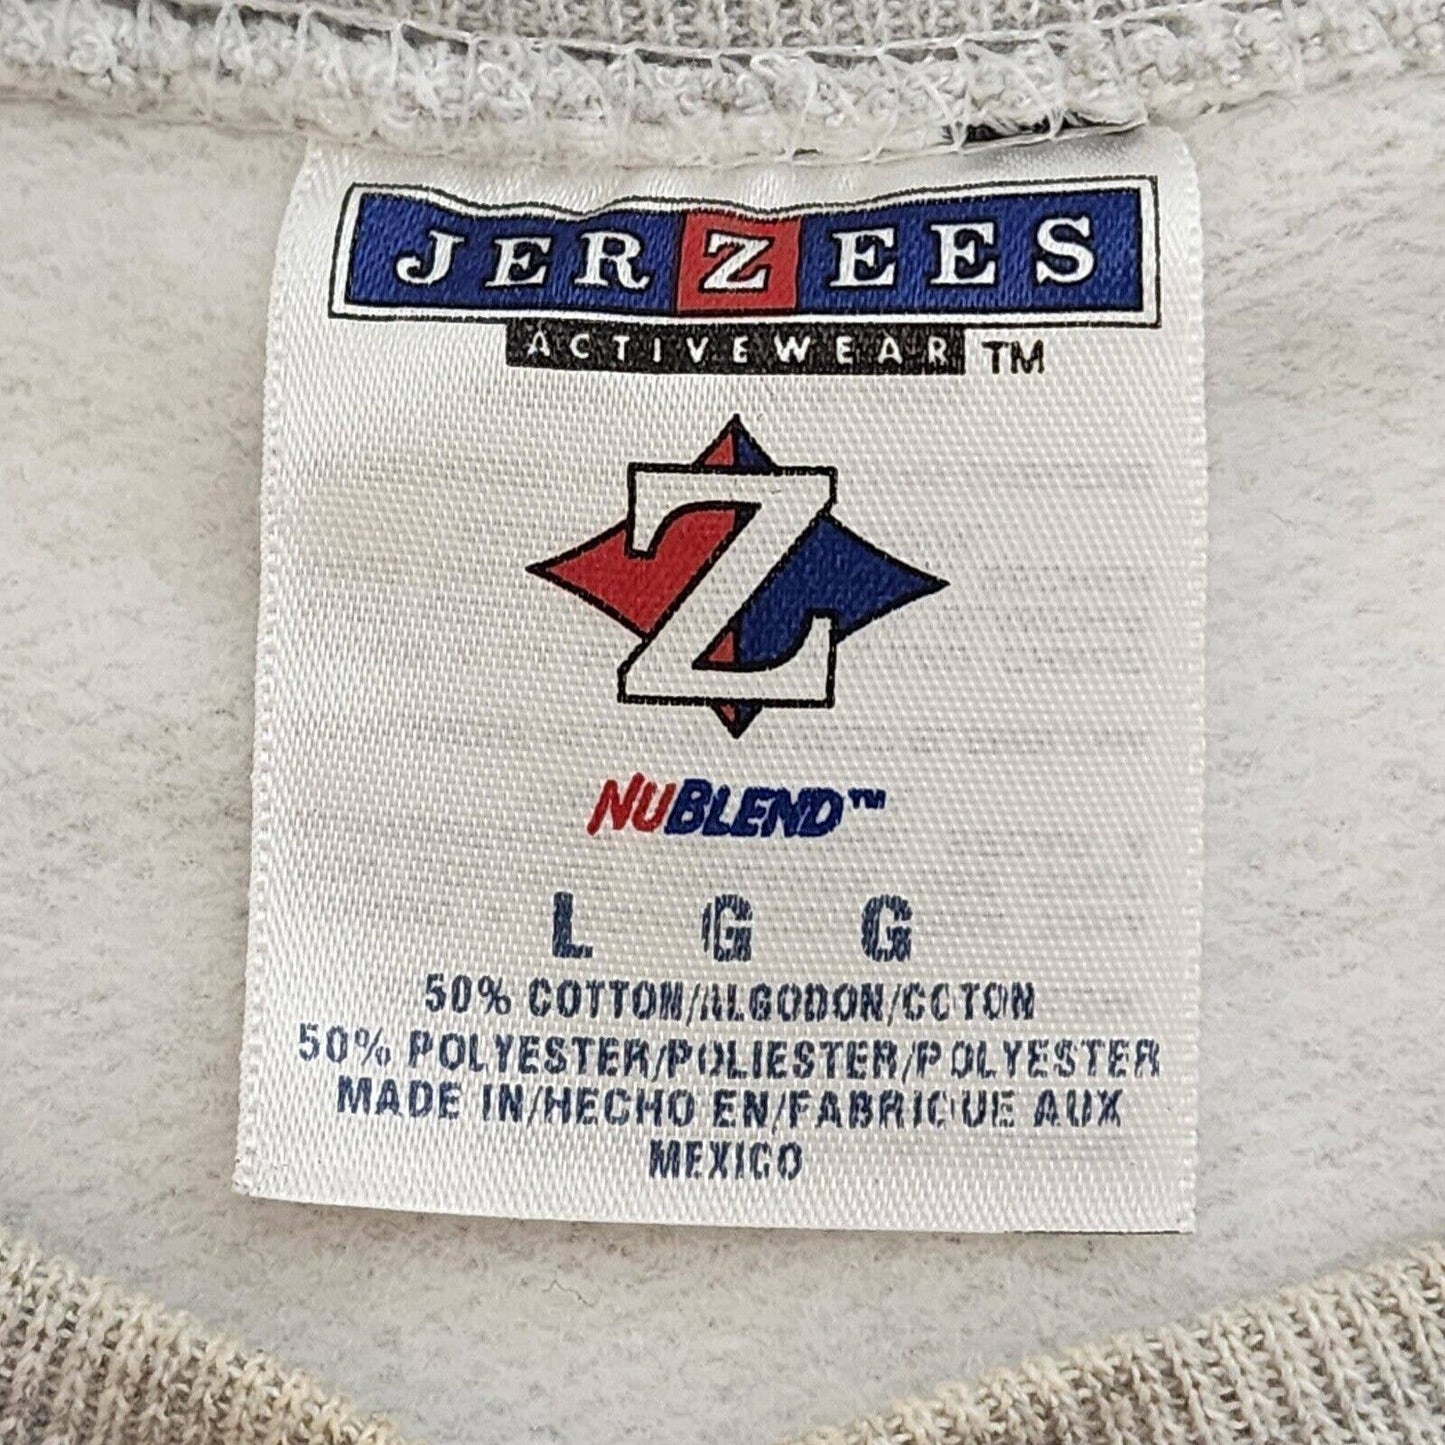 JERZEES
ACTIVEWEAR TM
Z
NUBLEND™
L G G
50% COTTON/ALGODON/COTON
50% POLYESTER/POLIESTER/POLYESTER
MADE IN/HECHO EN/FABRIQUE AUX
MEXICO